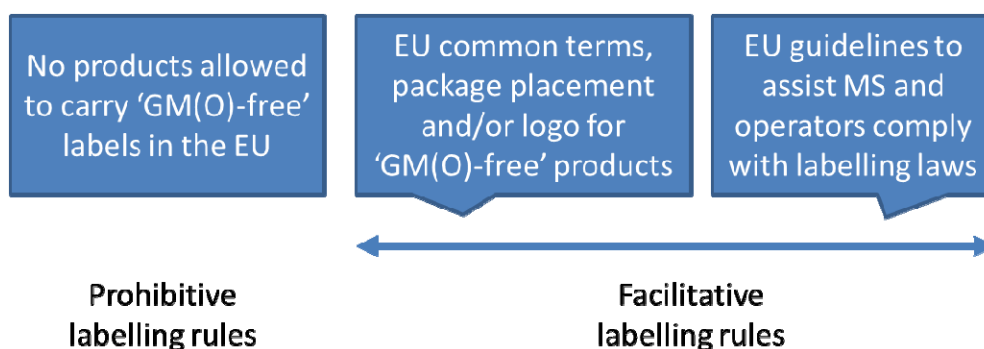 No products allowed
to carry ‘GM(O)-free’
labels in the EU
EU common terms,
package placement
and/or logo for
‘GM(O)-free’ products
EU guidelines to
assist MS and
operators comply
with labelling laws
Prohibitive
labelling rules
Facilitative
labelling rules